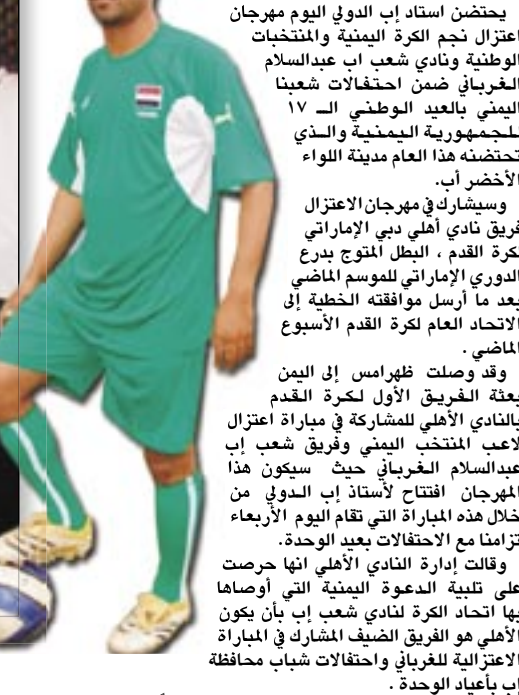 يحتضن استاد إب الدولي اليوم مهرجان
اعتزال نجم الكرة اليمنية والمنتخبات
الوطنية ونادي شعب اب عبدالسلام
الغرباني ضمن احتفالات شعبنا
اليمني بالعيد الوطني الـ ١٧
للجمهورية اليمنية والذي
تحتضنه هذا العام مدينة اللواء
الأخضر أب.
وسيشارك في مهرجان الاعتزال
فريق نادي أهلي دبي الإماراتي
لكرة القدم ، البطل المتوج بدرع
الدوري الإماراتي للموسم الماضي
بعد ما أرسل موافقته الخطية إلى
الاتحاد العام لكرة القدم الأسبوع
الماضي .
وقد وصلت ظهرامس إلى اليمن
بعثة الفريق الأول لكرة القدم
بالنادي الأهلي للمشاركة في مباراة اعتزال
لاعب المنتخب اليمني وفريق شعب إب
عبدالسلام الغرباني حيث سيكون هذا
المهرجان افتتاح لأستاذ إب الدولي من
خلال هذه المباراة التي تقام اليوم الأربعاء
تزامنا مع الاحتفالات بعيد الوحدة.
وقالت إدارة النادي الأهلي انها حرصت
على تلبية الدعوة اليمنية التي أوصاها
بها اتحاد الكرة لنادي شعب إب بأن يكون
الأهلي هو الفريق الضيف المشارك في المباراة
الاعتزالية للغرباني واحتفالات شباب محافظة
إب بأعياد الوحدة .